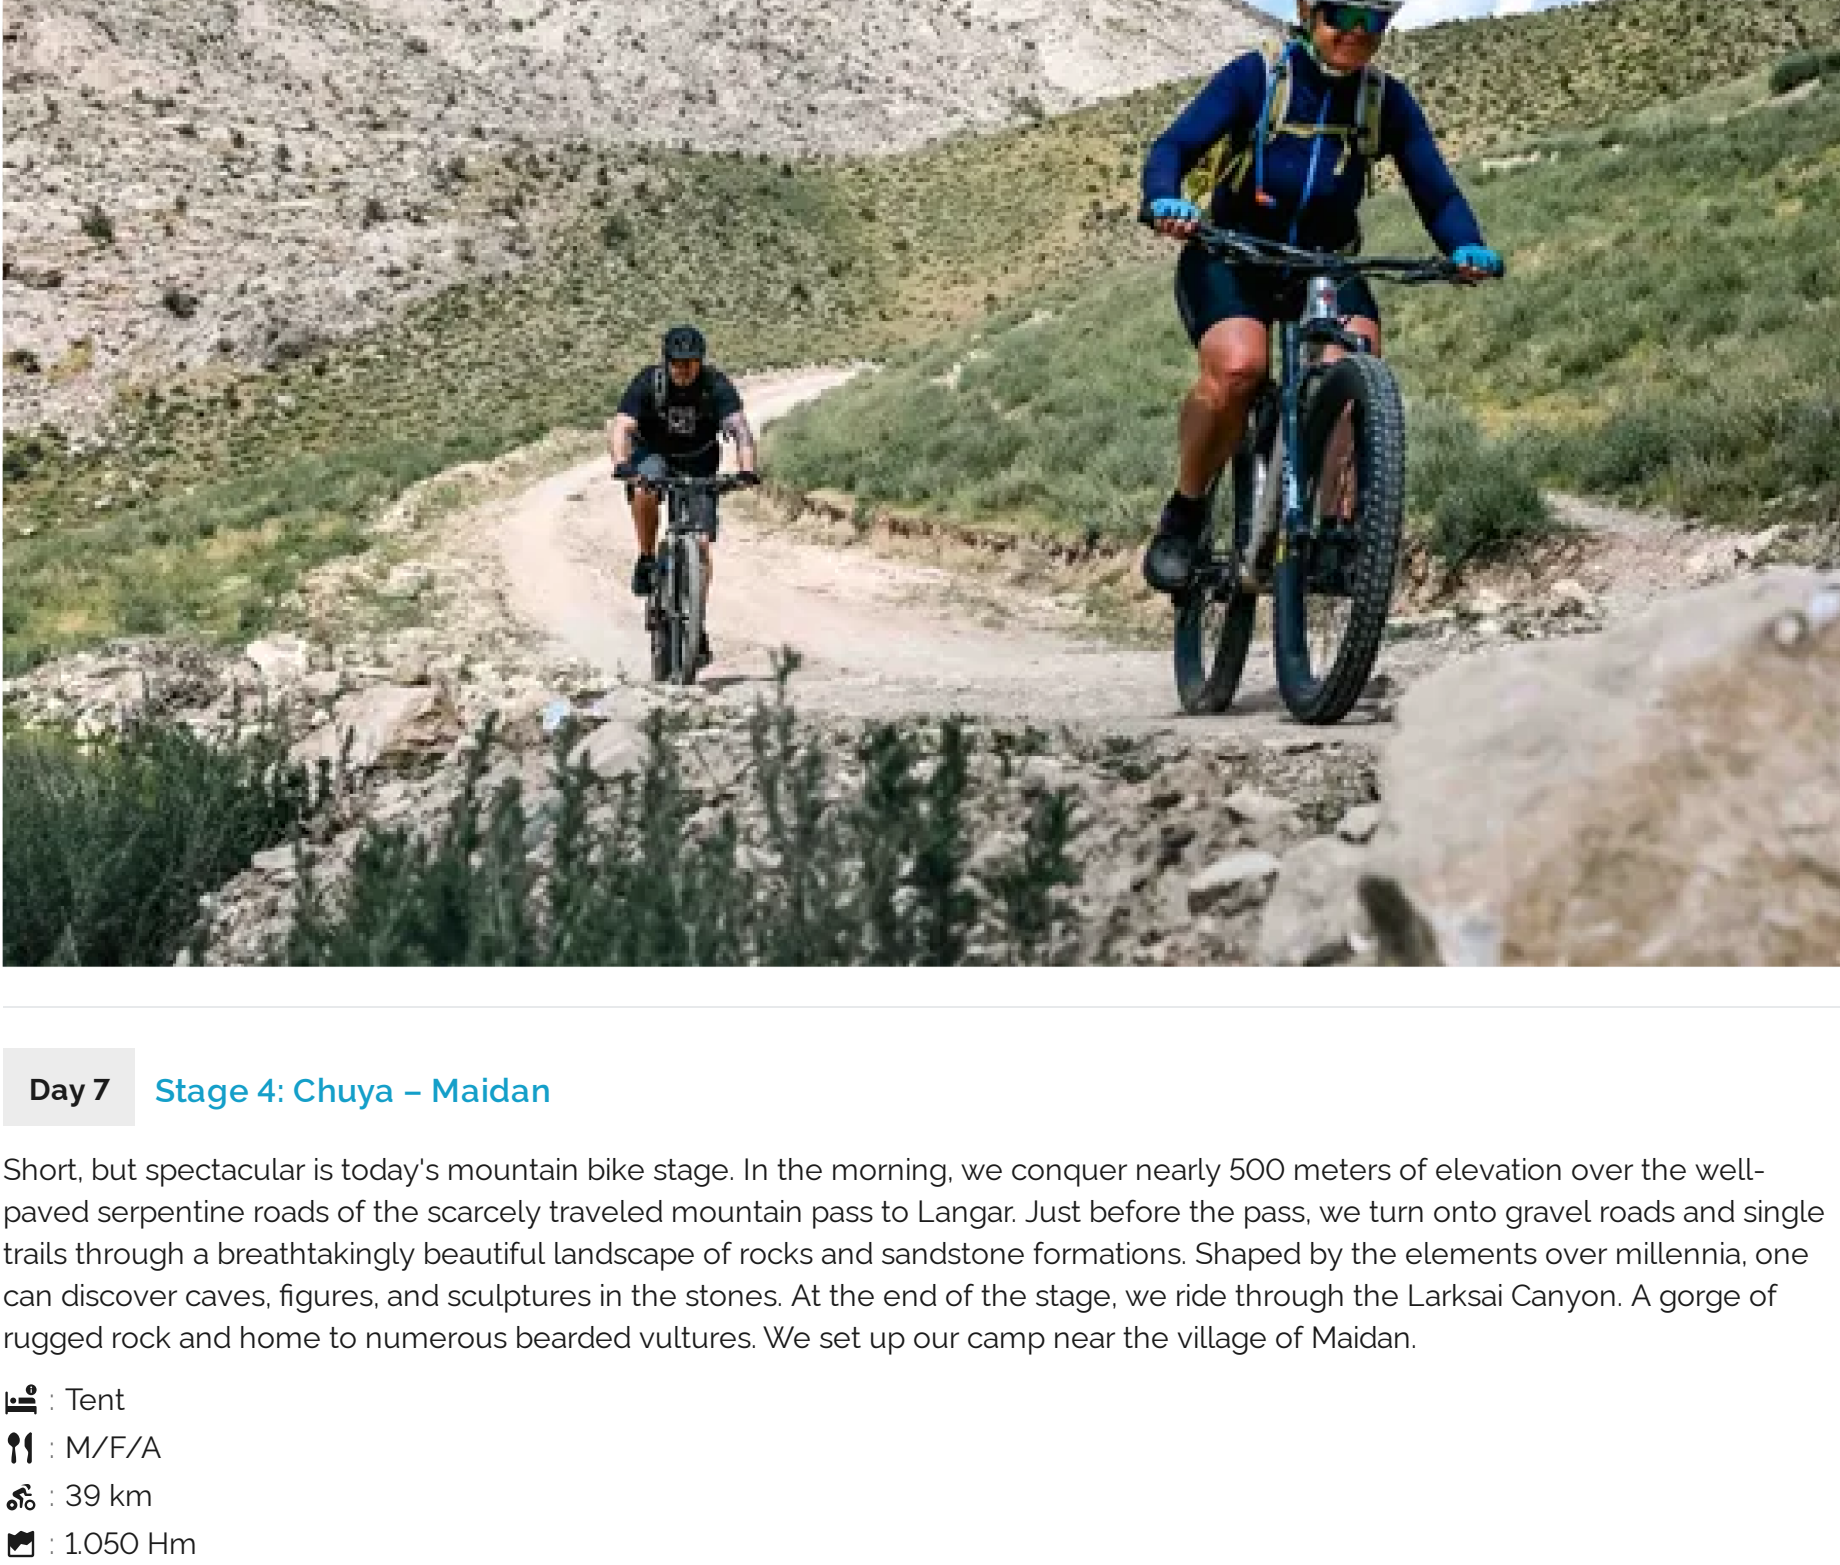 Day 7
Stage 4: Chuya – Maidan
Short, but spectacular is today's mountain bike stage. In the morning, we conquer nearly 500 meters of elevation over the well-
paved serpentine roads of the scarcely traveled mountain pass to Langar. Just before the pass, we turn onto gravel roads and single
trails through a breathtakingly beautiful landscape of rocks and sandstone formations. Shaped by the elements over millennia, one
can discover caves, figures, and sculptures in the stones. At the end of the stage, we ride through the Larksai Canyon. A gorge of
rugged rock and home to numerous bearded vultures. We set up our camp near the village of Maidan.
: Tent
: M/F/A
: 39 km
: 1.050 Hm